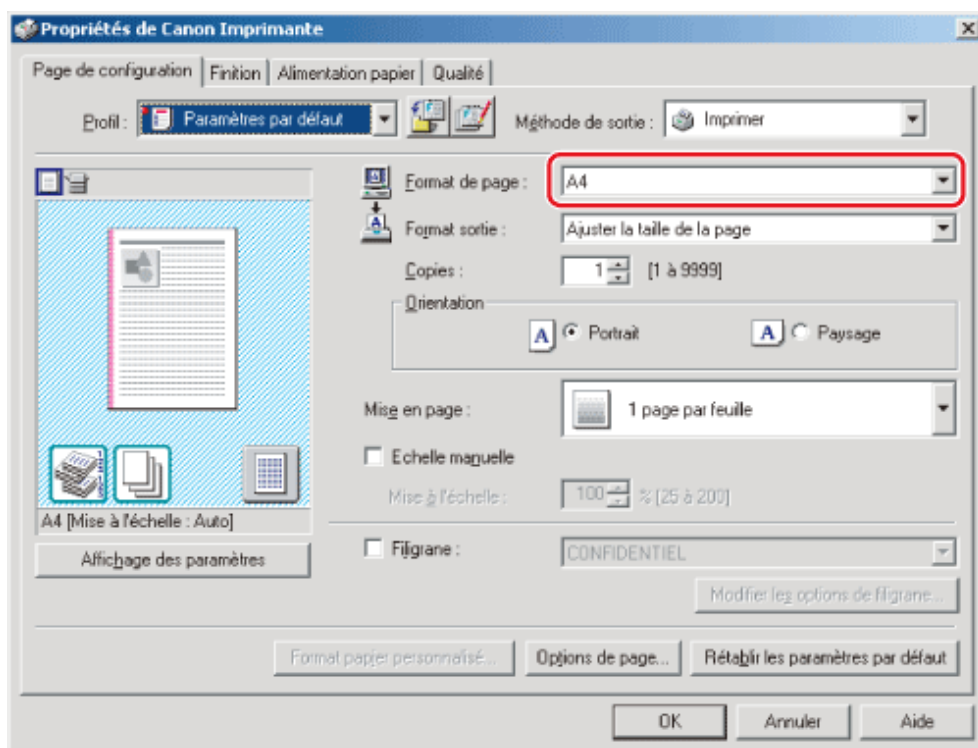 Propriétés de Canon Imprimante
Page de configuration Finition Alimentation papier Qualité
Profil : Paramètres par défaut Méthode de sortie : Imprimer
Format de page : A4
Format sortie : Ajuster la taille de la page
Copies : 1 [1 à 9999]
Orientation
A Portrait A Paysage
Mise en page : 1 page par feuille
Echelle manuelle
Mise à l'échelle : 100 % [25 à 200]
A4 [Mise à l'échelle : Auto]
Affichage des paramètres
Filigrane : CONFIDENTIEL
Modifier les options de filigrane...
Format papier personnalisé... Options de page... Rétablir les paramètres par défaut
OK Annuler Aide